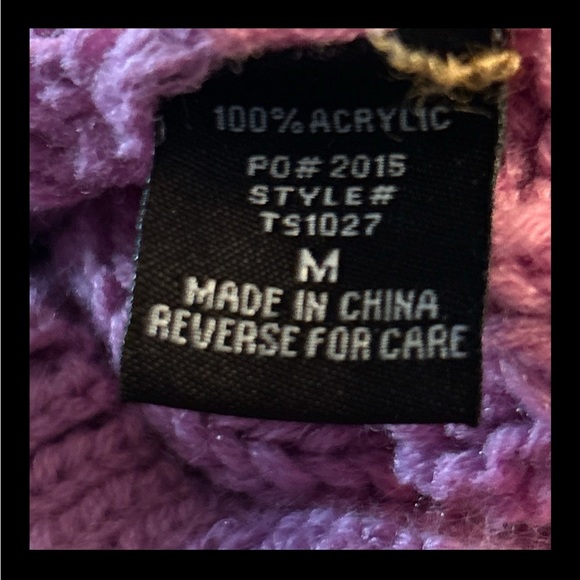 100% ACRYLIC
PO# 2015
STYLE#
TS1027
M
MADE IN CHINA
REVERSE FOR CARE